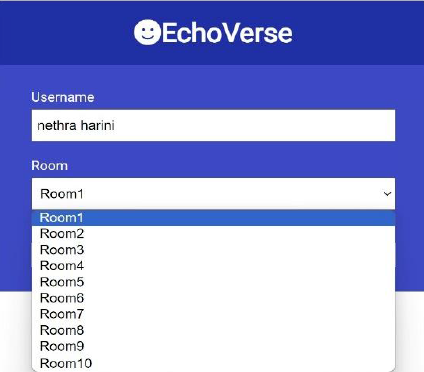 EchoVerse
Username
nethra harini
Room
Room1
Room1
Room2
Room3
Room4
Room5
Room6
Room7
Room8
Room9
Room10